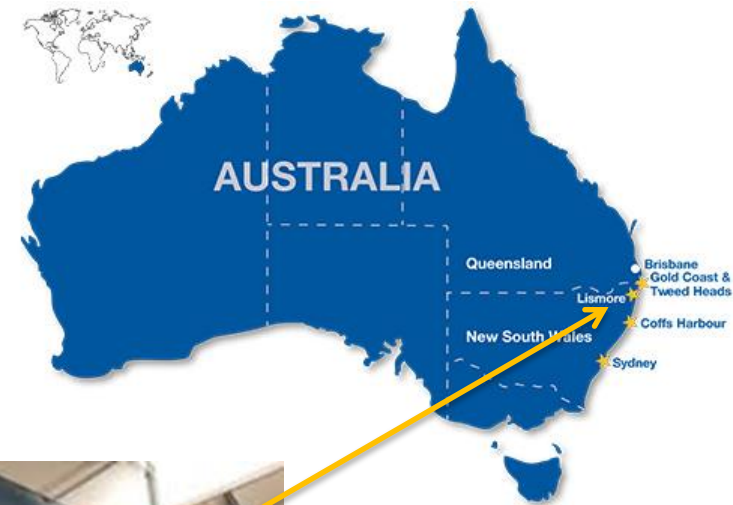 AUSTRALIA
Queensland
Brisbane
Gold Coast &
Tweed Heads
Lismore
Coffs Harbour
New South Wales
Sydney